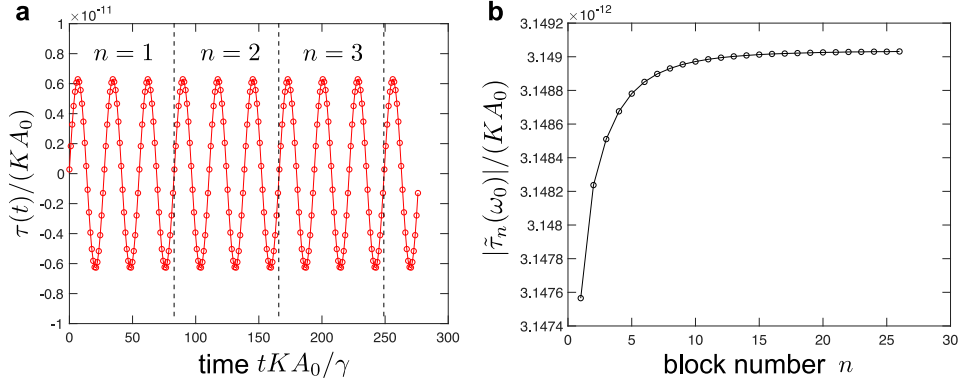 a
×10⁻¹¹
1
0.8
0.6
0.4
0.2
0
-0.2
-0.4
-0.6
-0.8
-1
τ(t)/(KA₀)
n = 1
n = 2
n = 3
0 50 100 150 200 250 300
time tKA₀/γ
b
×10⁻¹²
3.1492
3.149
3.1488
3.1486
3.1484
3.1482
3.148
3.1478
3.1476
3.1474
|τ̃ₙ(ω₀)|/(KA₀)
0 5 10 15 20 25 30
block number n